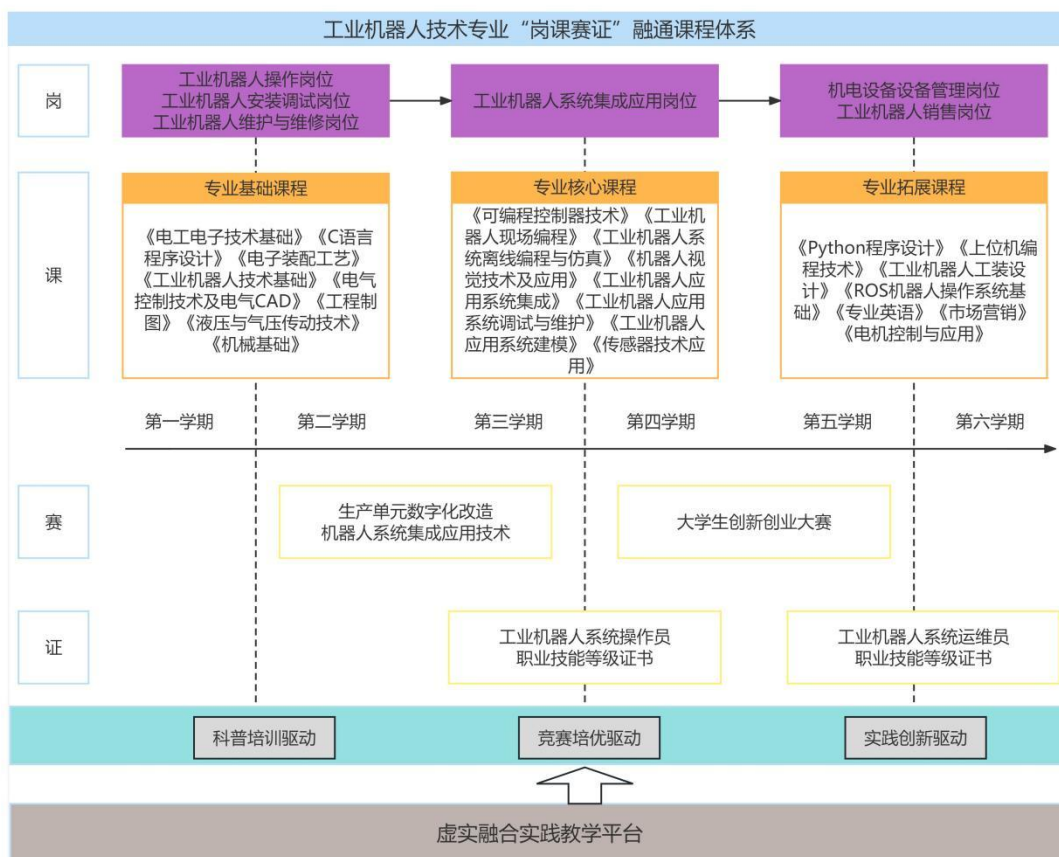 工业机器人技术专业“岗课赛证”融通课程体系
岗
工业机器人操作岗位
工业机器人安装调试岗位
工业机器人维护与维修岗位
工业机器人系统集成应用岗位
机电设备设备管理岗位
工业机器人销售岗位
课
专业基础课程
《电工电子技术基础》《C语言
程序设计》《电子装配工艺》
《工业机器人技术基础》《电气
控制技术及电气CAD》《工程制
图》《液压与气压传动技术》
《机械基础》
专业核心课程
《可编程控制器技术》《工业机
器人现场编程》《工业机器人系
统离线编程与仿真》《机器人视
觉技术及应用》《工业机器人应
用系统集成》《工业机器人应用
系统调试与维护》《工业机器人
应用系统建模》《传感器技术应
用》
专业拓展课程
《Python程序设计》《上位机编
程技术》《工业机器人工装设
计》《ROS机器人操作系统基
础》《专业英语》《市场营销》
《电机控制与应用》
第一学期
第二学期
第三学期
第四学期
第五学期
第六学期
赛
生产单元数字化改造
机器人系统集成应用技术
大学生创新创业大赛
证
工业机器人系统操作员
职业技能等级证书
工业机器人系统运维员
职业技能等级证书
科普培训驱动
竞赛培优驱动
实践创新驱动
虚实融合实践教学平台